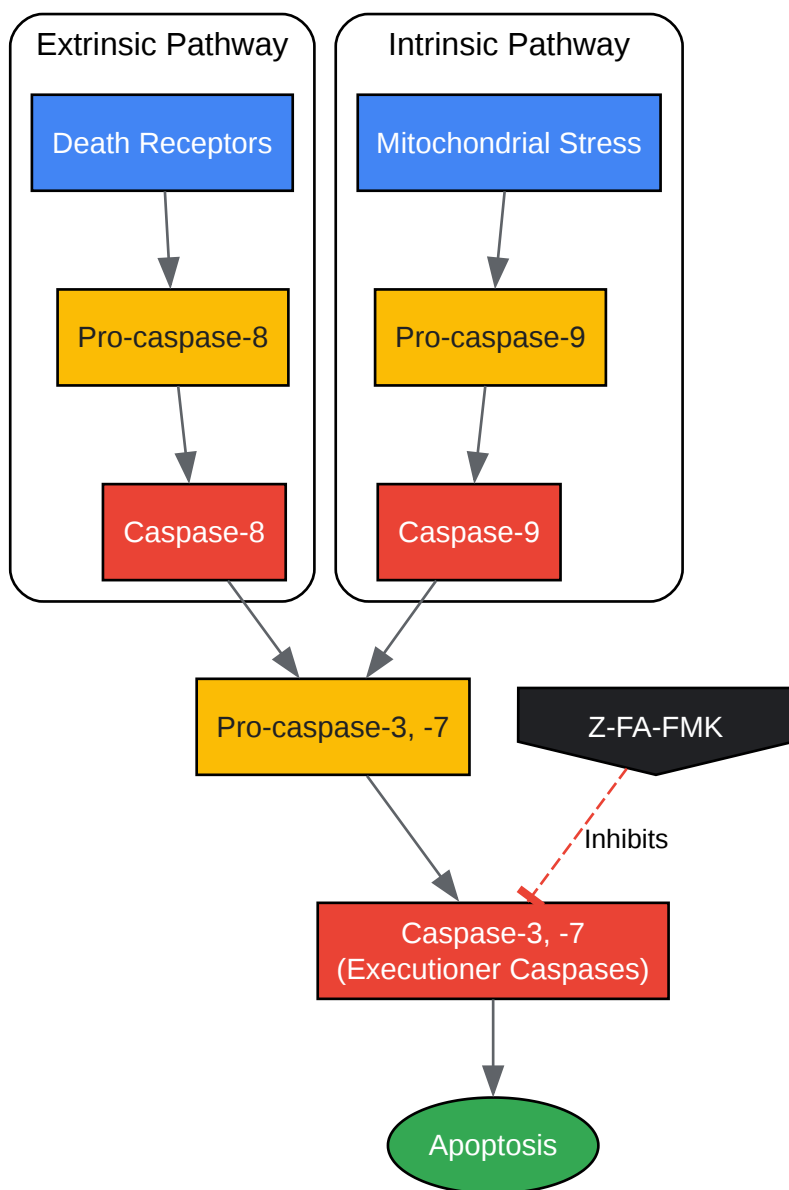 Extrinsic Pathway
Intrinsic Pathway
Death Receptors
Mitochondrial Stress
Pro-caspase-8
Pro-caspase-9
Caspase-8
Caspase-9
Pro-caspase-3, -7
Z-FA-FMK
Inhibits
Caspase-3, -7
(Executioner Caspases)
Apoptosis